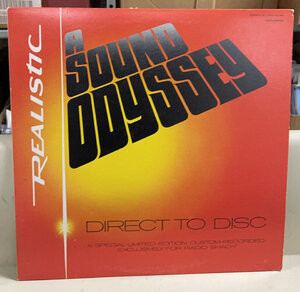 REALISTIC
A
SOUND
ODYSSEY
DIRECT TO DISC
"A SPECIAL LIMITED EDITION CUSTOM-RECORDED
EXCLUSIVELY FOR RADIO SHACK"